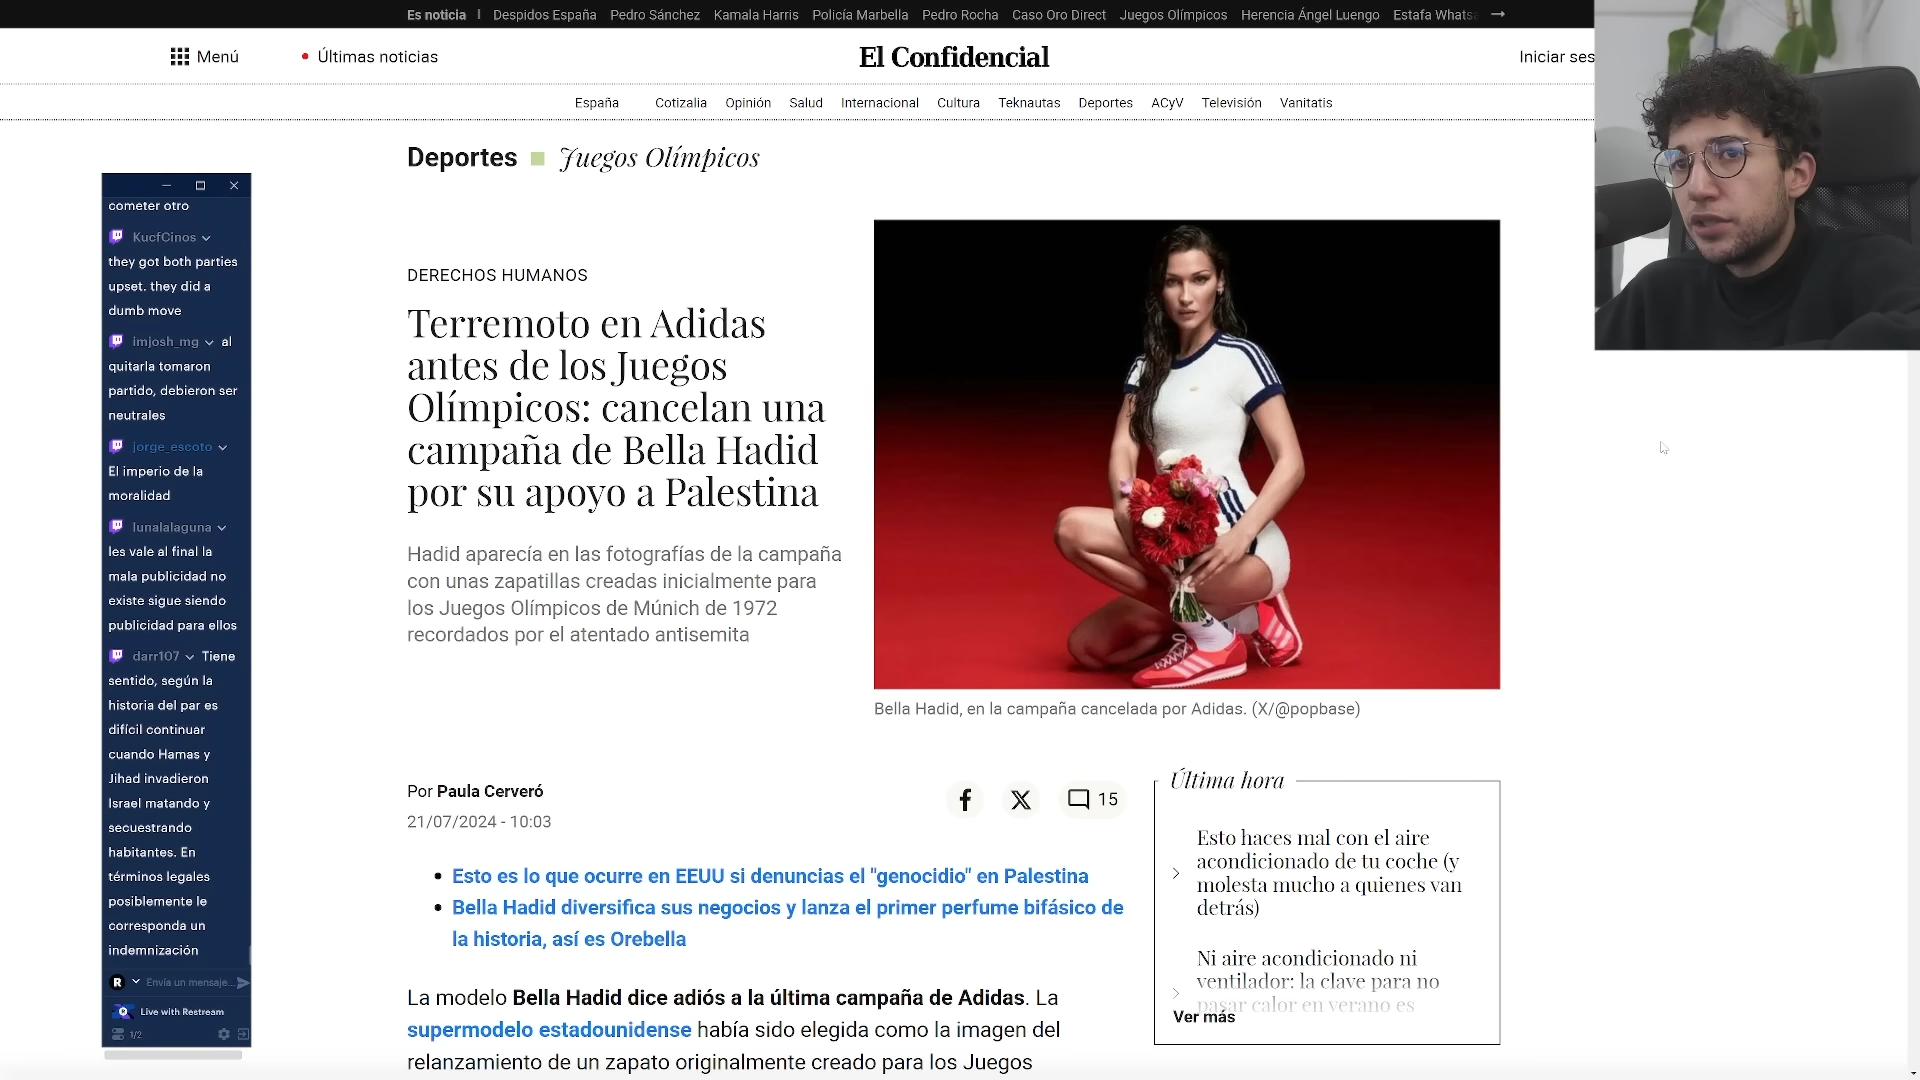 Es noticia
Despidos España
Pedro Sánchez
Kamala Harris
Policía Marbella
Pedro Rocha
Caso Oro Direct
Juegos Olímpicos
Herencia Ángel Luengo
Estafa
Menú
Últimas noticias
El Confidencial
Iniciar
España
Cotizalia
Opinión
Salud
Internacional
Cultura
Teknautas
Deportes
ACyV
Televisión
Vanitatis
Deportes
Juegos Olímpicos
cometer otro
KucfCinos
they got both parties
upset. they did a
dumb move
imjosh_mg al
quitarla tomaron
partido, debieron ser
neutrales
jorge_escoto
El imperio de la
moralidad
lunalalaguna
les vale al final la
mala publicidad no
existe sigue siendo
publicidad para ellos
darr107 Tiene
sentido, según la
historia del par es
difícil continuar
cuando Hamas y
Jihad invadieron
Israel matando y
secuestrando
habitantes. En
términos legales
posiblemente le
corresponda un
indemnización
R
Envía un mensaje...
Live with Restream
1/2
DERECHOS HUMANOS
Terremoto en Adidas
antes de los Juegos
Olímpicos: cancelan una
campaña de Bella Hadid
por su apoyo a Palestina
Hadid aparecía en las fotografías de la campaña
con unas zapatillas creadas inicialmente para
los Juegos Olímpicos de Múnich de 1972
recordados por el atentado antisemita
Bella Hadid, en la campaña cancelada por Adidas. (X/@popbase)
Por Paula Cerveró
21/07/2024 - 10:03
15
Esto es lo que ocurre en EEUU si denuncias el "genocidio" en Palestina
Bella Hadid diversifica sus negocios y lanza el primer perfume bifásico de
la historia, así es Orebella
La modelo Bella Hadid dice adiós a la última campaña de Adidas. La
supermodelo estadounidense había sido elegida como la imagen del
relanzamiento de un zapato originalmente creado para los Juegos
Última hora
Esto haces mal con el aire
acondicionado de tu coche (y
molesta mucho a quienes van
detrás)
Ni aire acondicionado ni
ventilador: la clave para no
pasar calor en verano es
Ver más